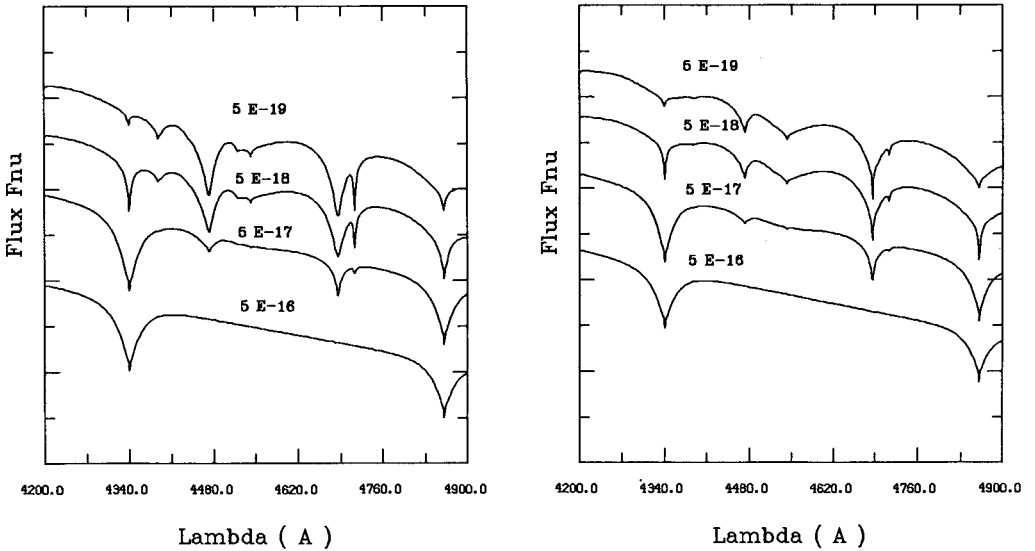 5 E-19
5 E-18
5 E-17
5 E-16
Flux Fnu
4200.0 4340.0 4480.0 4620.0 4760.0 4900.0
Lambda ( A )
5 E-19
5 E-18
5 E-17
5 E-16
Flux Fnu
4200.0 4340.0 4480.0 4620.0 4760.0 4900.0
Lambda ( A )